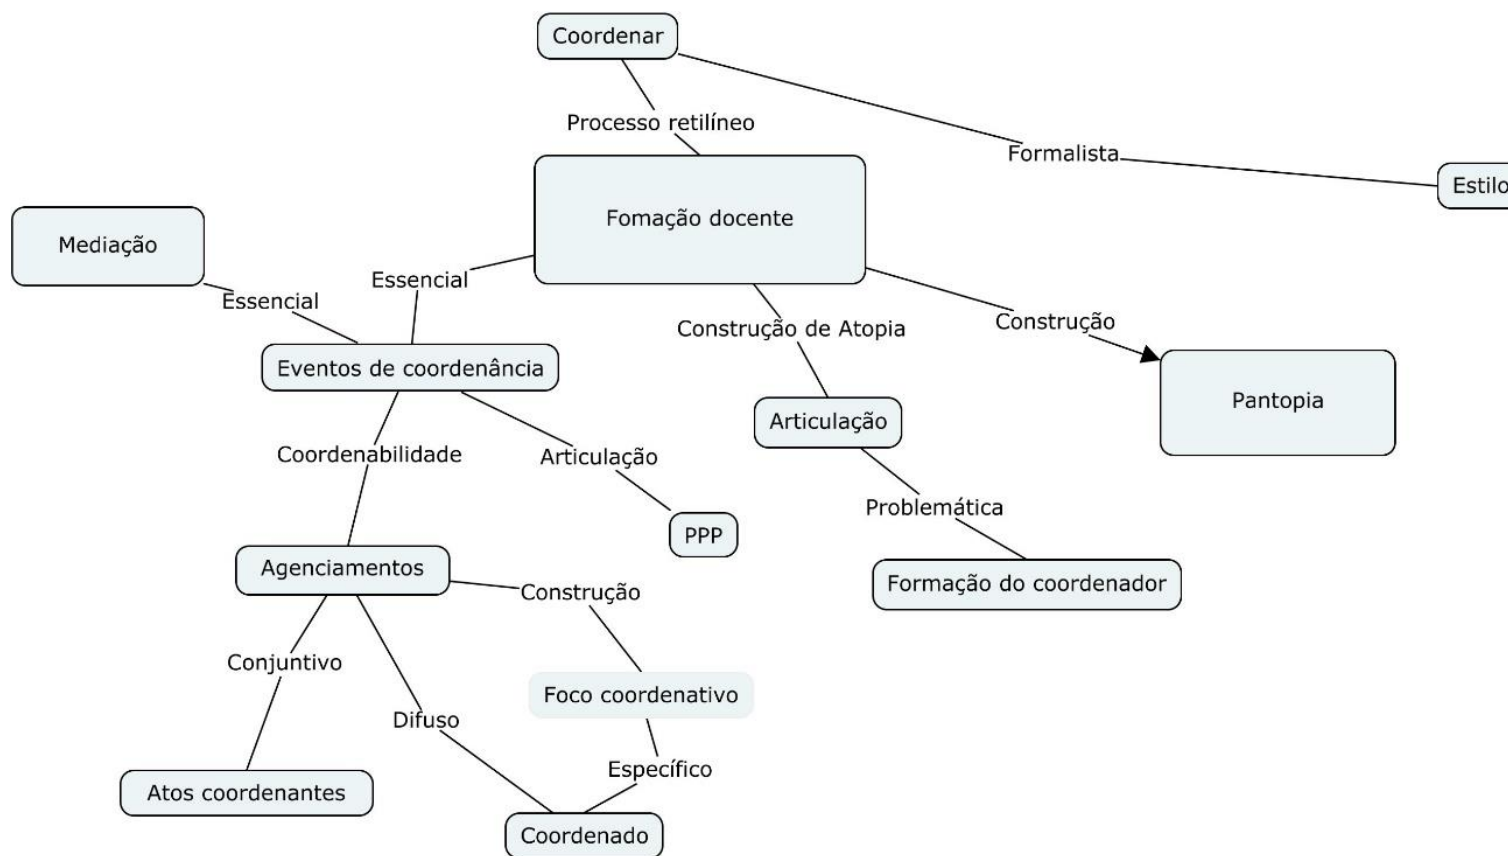 Coordenar
Processo retilíneo
Formalista
Estilo
Fomação docente
Mediação
Essencial
Essencial
Construção de Atopia
Construção
Eventos de coordenância
Pantopia
Articulação
Coordenabilidade
Articulação
Problemática
PPP
Agenciamentos
Construção
Formação do coordenador
Conjuntivo
Foco coordenativo
Difuso
Específico
Atos coordenantes
Coordenado